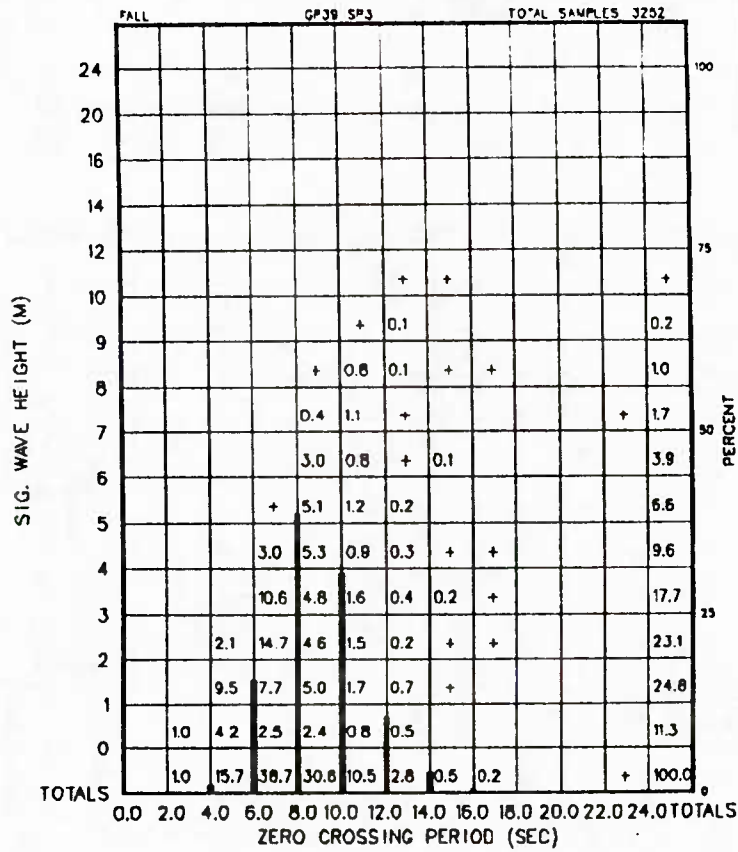 FALL GP39 SP3 TOTAL SAMPLES 3252
24 100
20
16
14
12 75
+ + +
10
+ 0.1 0.2
9
+ 0.8 0.1 + + 1.0
8
0.4 1.1 + + 1.7
7 50
3.0 0.8 + 0.1 3.9
6
+ 5.1 1.2 0.2 6.6
5
3.0 5.3 0.9 0.3 + + 9.6
4
10.6 4.8 1.6 0.4 0.2 + 17.7
3 25
2.1 14.7 4.6 1.5 0.2 + + 23.1
2
9.5 7.7 5.0 1.7 0.7 + 24.8
1
1.0 4.2 2.5 2.4 0.8 0.5 11.3
0
1.0 15.7 38.7 30.6 10.5 2.8 0.5 0.2 + 100.0
TOTALS 0
0.0 2.0 4.0 6.0 8.0 10.0 12.0 14.0 16.0 18.0 20.0 22.0 24.0 TOTALS
ZERO CROSSING PERIOD (SEC)
SIG. WAVE HEIGHT (M)
PERCENT